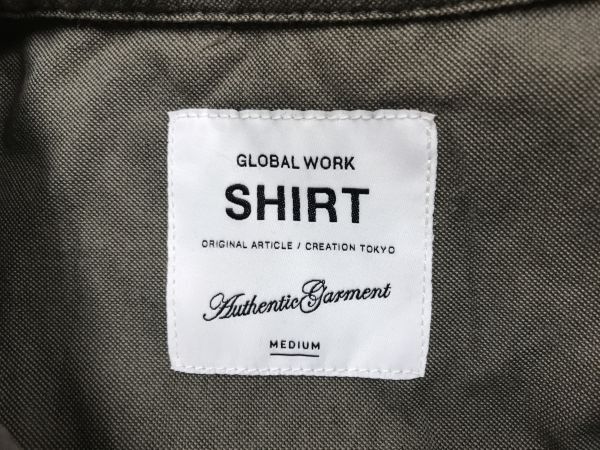 GLOBAL WORK
SHIRT
ORIGINAL ARTICLE / CREATION TOKYO
Authentic Garment
MEDIUM